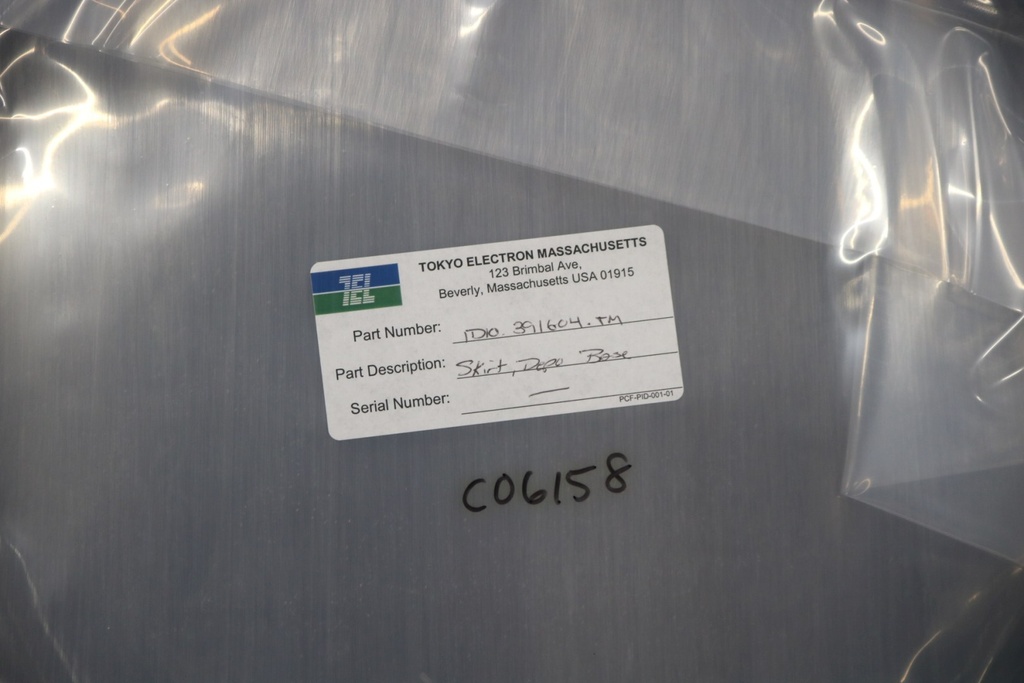 TEL
TOKYO ELECTRON MASSACHUSETTS
123 Brimbal Ave,
Beverly, Massachusetts USA 01915
Part Number: 1D10.391604.TM
Part Description: Skirt, Depo Base
Serial Number: —
PCF-PID-001-01
C06158